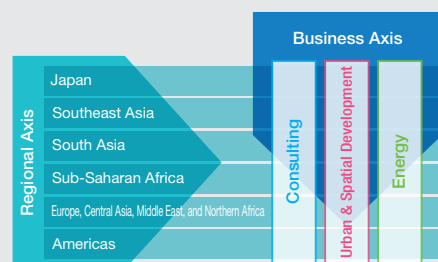 Business Axis
Regional Axis
Japan
Southeast Asia
South Asia
Sub-Saharan Africa
Europe, Central Asia, Middle East, and Northern Africa
Americas
Consulting
Urban & Spatial Development
Energy